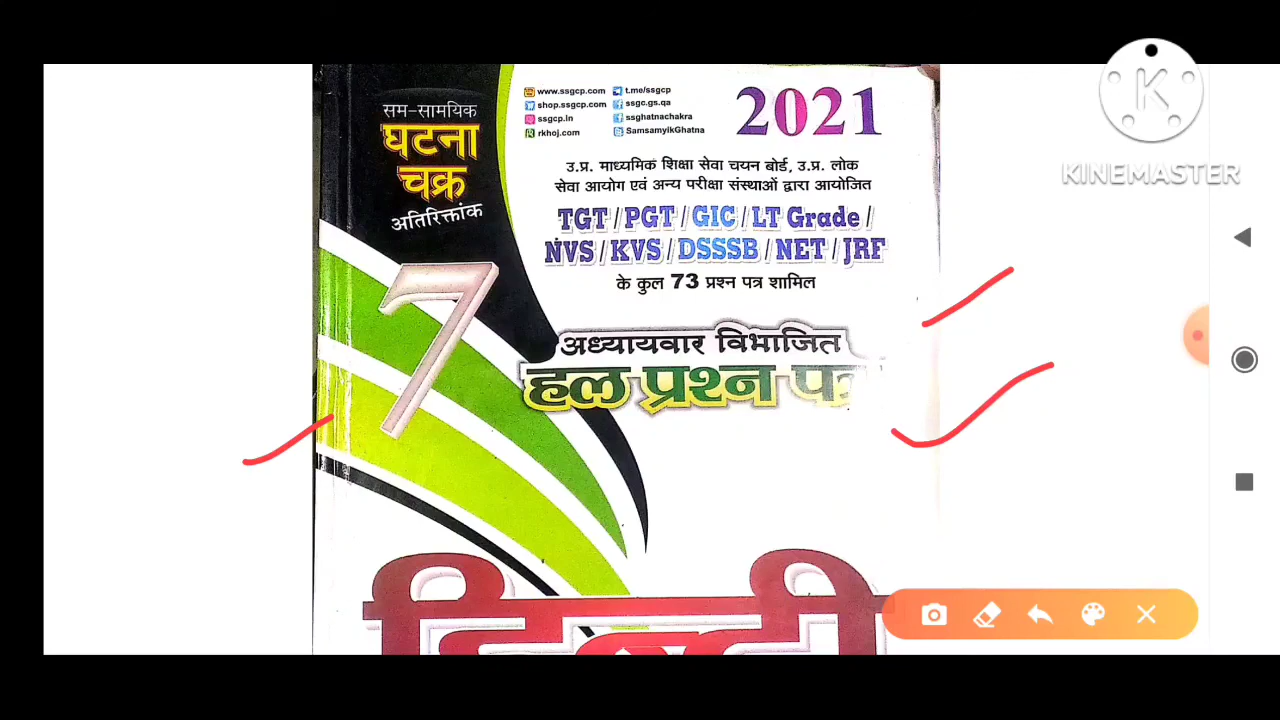 सम-सामयिक
घटना
चक्र
अतिरिक्तांक
7
www.ssgcp.com
shop.ssgcp.com
ssgcp.in
rkhoj.com
t.me/ssgcp
ssgc.gs.qa
ssghatnachakra
SamsamyikGhatna
2021
उ.प्र. माध्यमिक शिक्षा सेवा चयन बोर्ड, उ.प्र. लोक
सेवा आयोग एवं अन्य परीक्षा संस्थाओं द्वारा आयोजित
TGT / PGT / GIC / LT Grade /
NVS / KVS / DSSSB / NET / JRF
के कुल 73 प्रश्न पत्र शामिल
अध्यायवार विभाजित
हल प्रश्न पत्र
हिन्दी
K
KINEMASTER